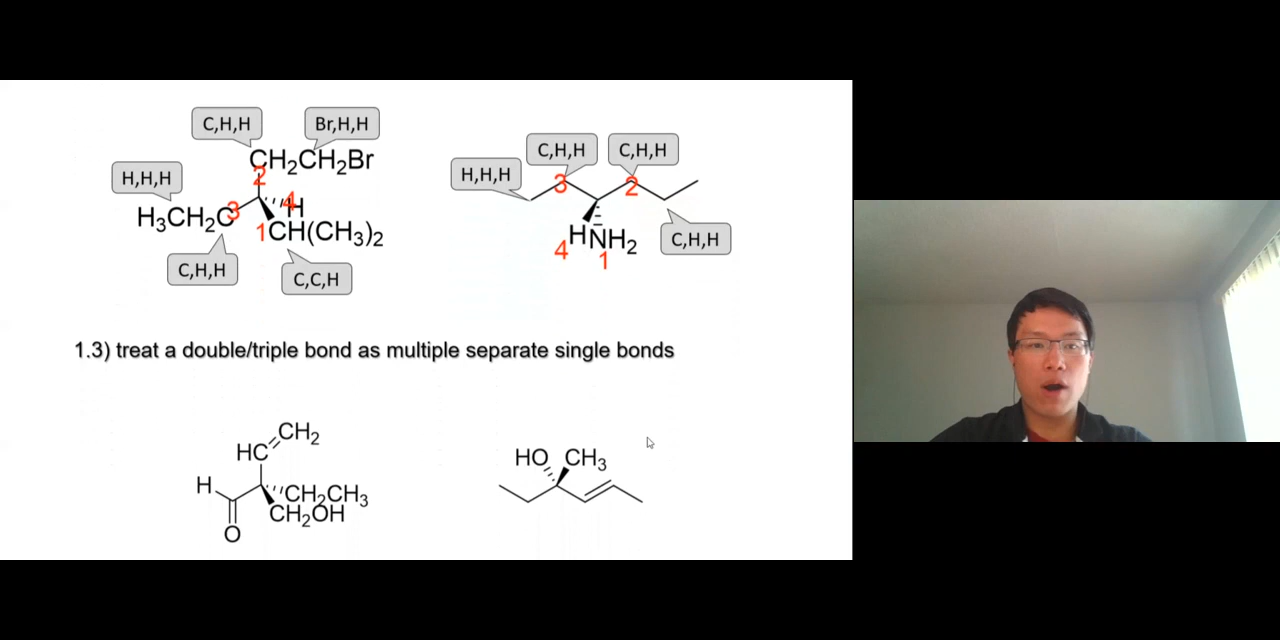 C,H,H
Br,H,H
CH2CH2Br
H,H,H
2
4
H3CH2C
3
H
1
CH(CH3)2
C,H,H
C,C,H
C,H,H
C,H,H
H,H,H
3
2
H
NH2
4
1
C,H,H
1.3) treat a double/triple bond as multiple separate single bonds
CH2
HC
H
CH2CH3
CH2OH
O
HO
CH3